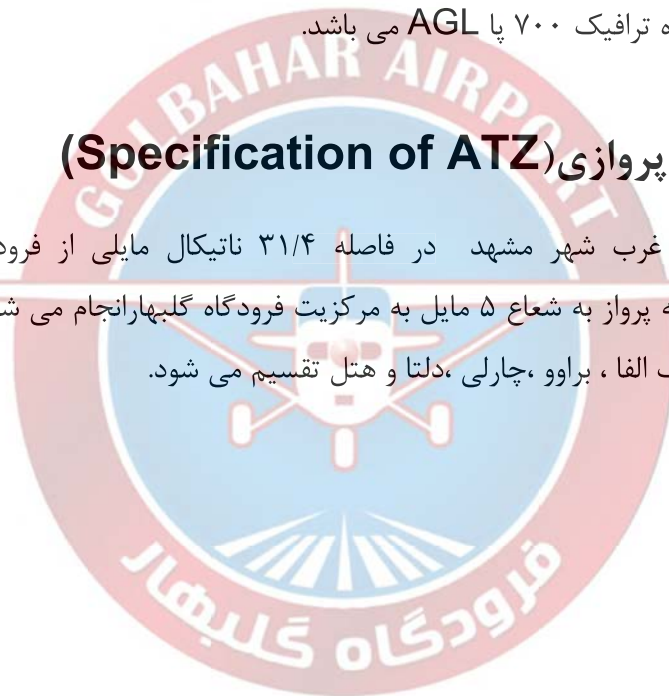 ترافیک ۷۰۰ پا AGL می باشد.
GOLBAHAR AIRPORT
پروازی(Specification of ATZ)
غرب شهر مشهد در فاصله ۳۱/۴ ناتیکال مایلی از
پرواز به شعاع ۵ مایل به مرکزیت فرودگاه گلبهارانجام می
الفا ، براوو ،چارلی ،دلتا و هتل تقسیم می شود.
فرودگاه گلبهار